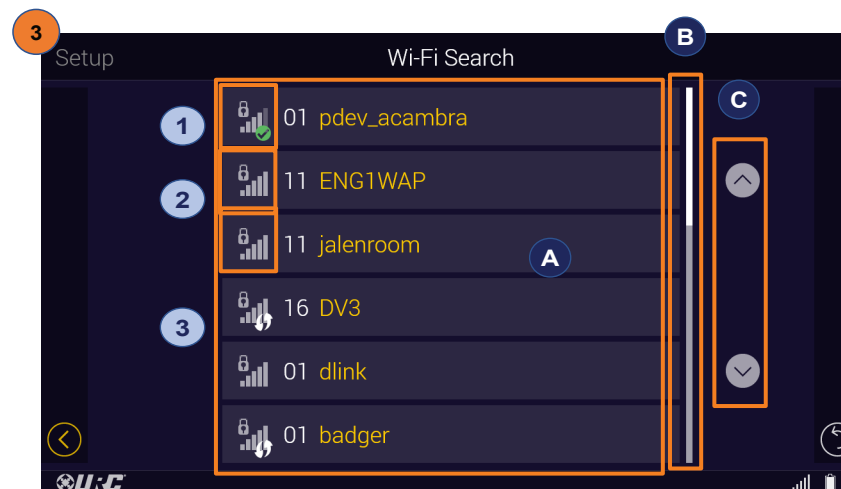 3
Setup
Wi-Fi Search
B
C
1
01 pdev_acambra
2
11 ENG1WAP
11 jalenroom
A
3
16 DV3
01 dlink
01 badger
URC